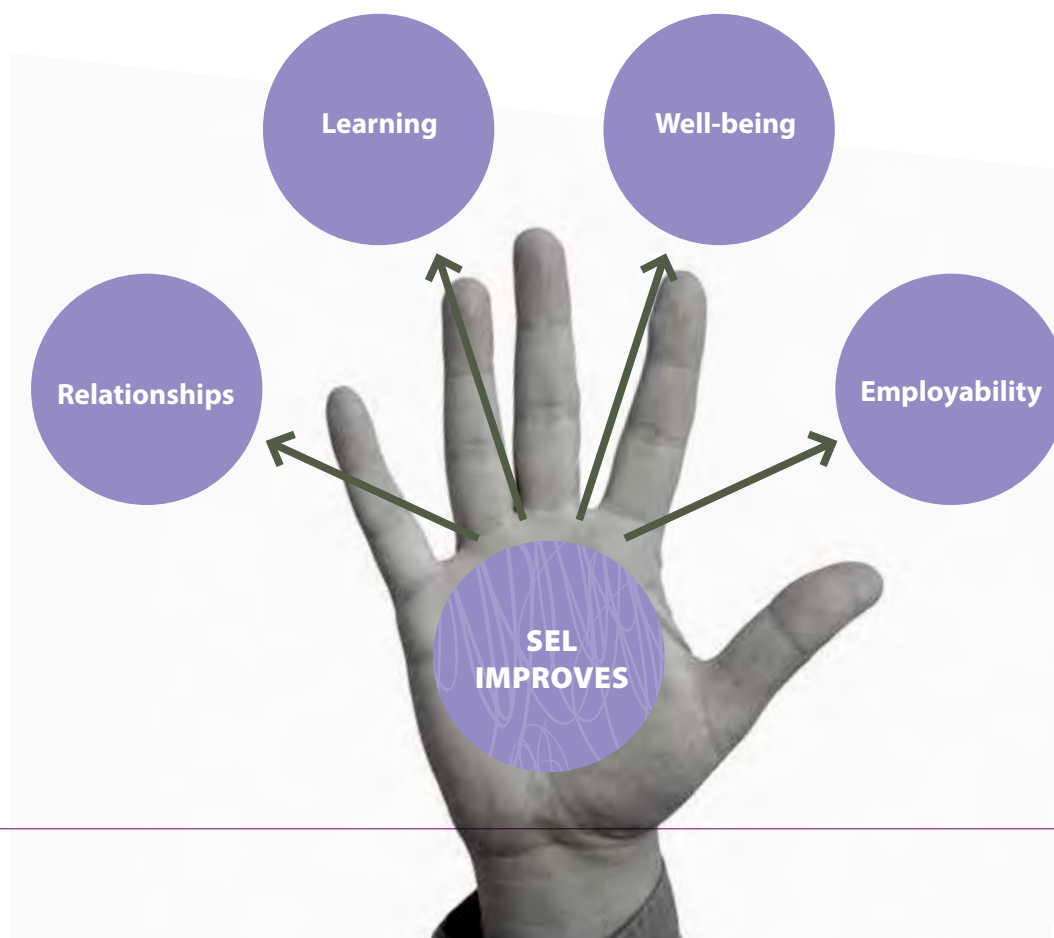 Learning
Well-being
Relationships
Employability
SEL
IMPROVES